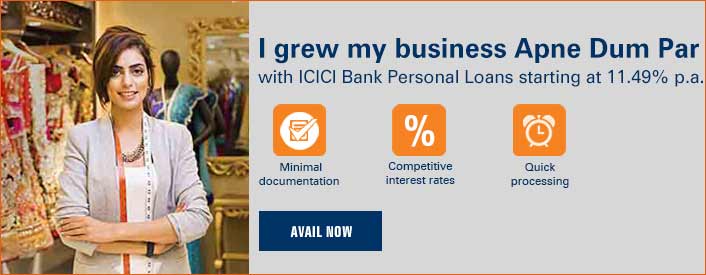 I grew my business Apne Dum Par
with ICICI Bank Personal Loans starting at 11.49% p.a.
%
Minimal
documentation
Competitive
interest rates
Quick
processing
AVAIL NOW